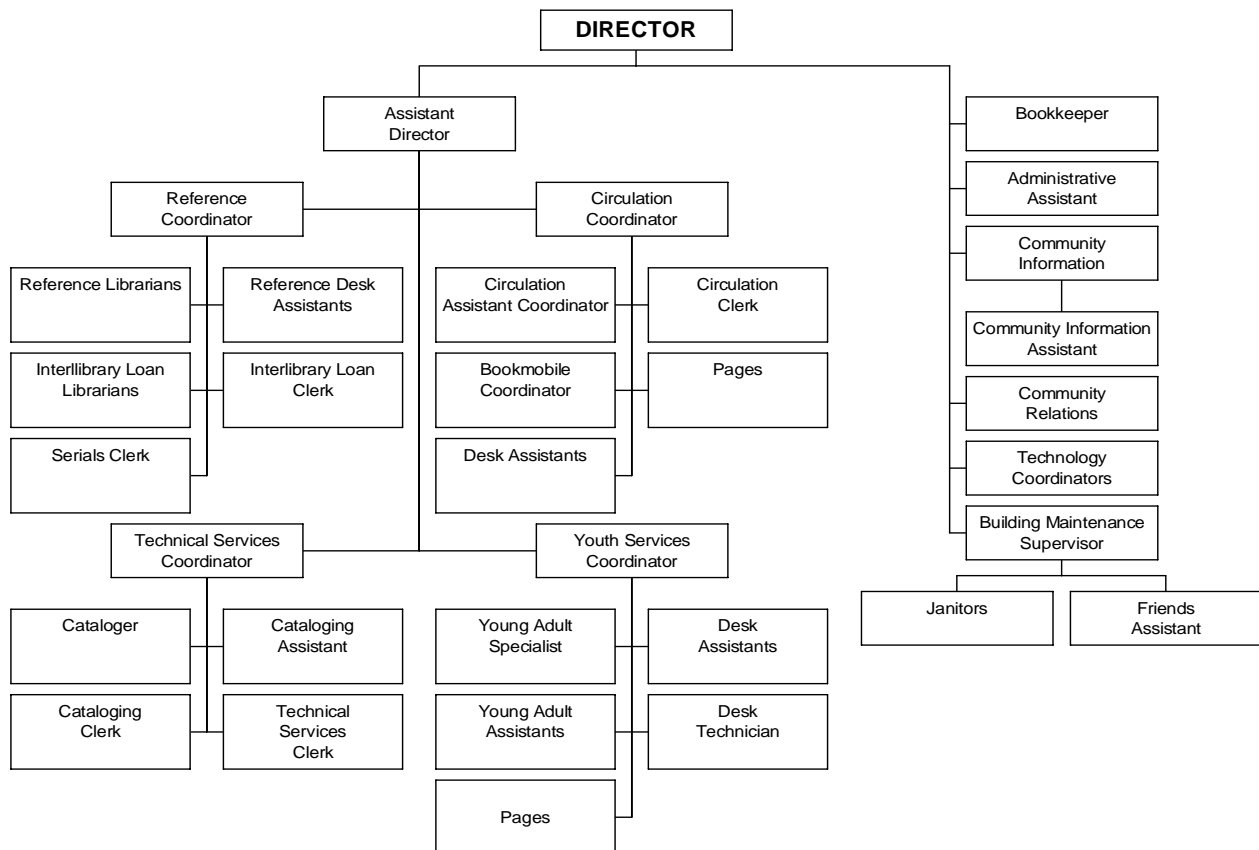 DIRECTOR
Assistant
Director
Bookkeeper
Administrative
Assistant
Community
Information
Community Information
Assistant
Community
Relations
Technology
Coordinators
Building Maintenance
Supervisor
Janitors
Friends
Assistant
Reference
Coordinator
Circulation
Coordinator
Reference Librarians
Reference Desk
Assistants
Interllibrary Loan
Librarians
Interlibrary Loan
Clerk
Serials Clerk
Circulation
Assistant Coordinator
Circulation
Clerk
Bookmobile
Coordinator
Pages
Desk Assistants
Technical Services
Coordinator
Youth Services
Coordinator
Cataloger
Cataloging
Assistant
Cataloging
Clerk
Technical
Services
Clerk
Young Adult
Specialist
Desk
Assistants
Young Adult
Assistants
Desk
Technician
Pages